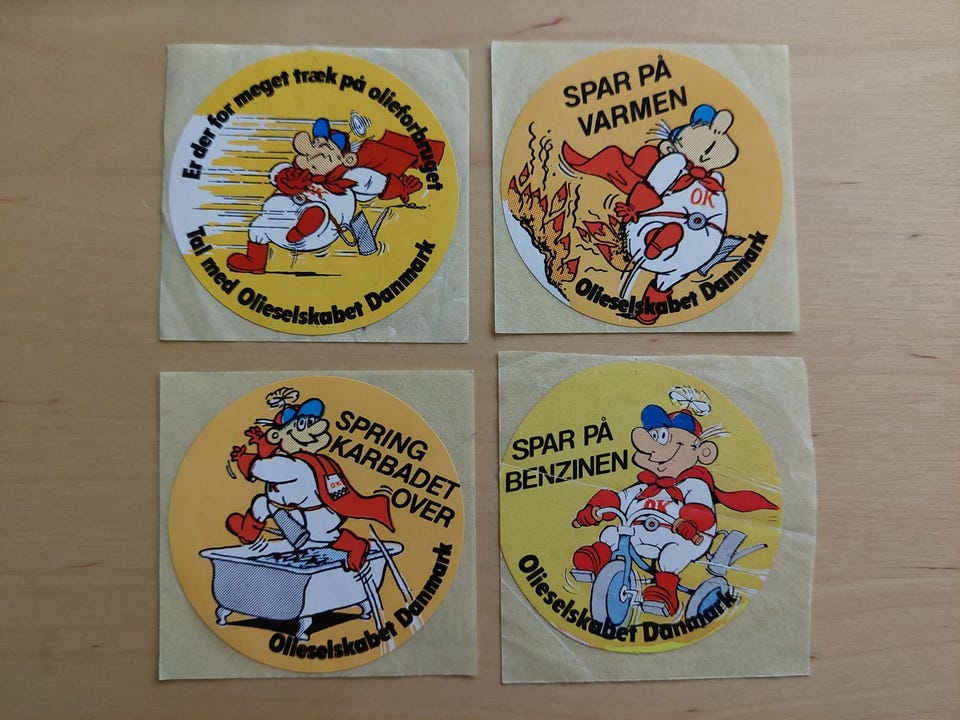 Er der for meget træk på olieforbruget
Tal med Olieselskabet Danmark
SPAR PÅ
VARMEN
OK
Olieselskabet Danmark
SPRING
KARBADET
OVER
OK
Olieselskabet Danmark
SPAR PÅ
BENZINEN
OK
Olieselskabet Danmark